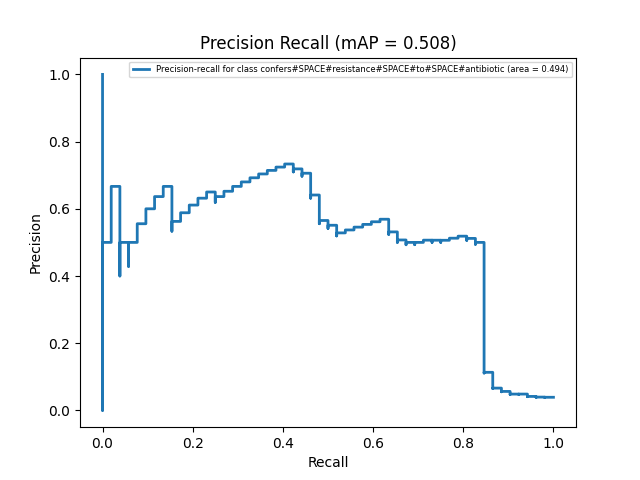 Precision Recall (mAP = 0.508)
Precision-recall for class confers#SPACE#resistance#SPACE#to#SPACE#antibiotic (area = 0.494)
1.0
0.8
0.6
0.4
0.2
0.0
Precision
0.0 0.2 0.4 0.6 0.8 1.0
Recall